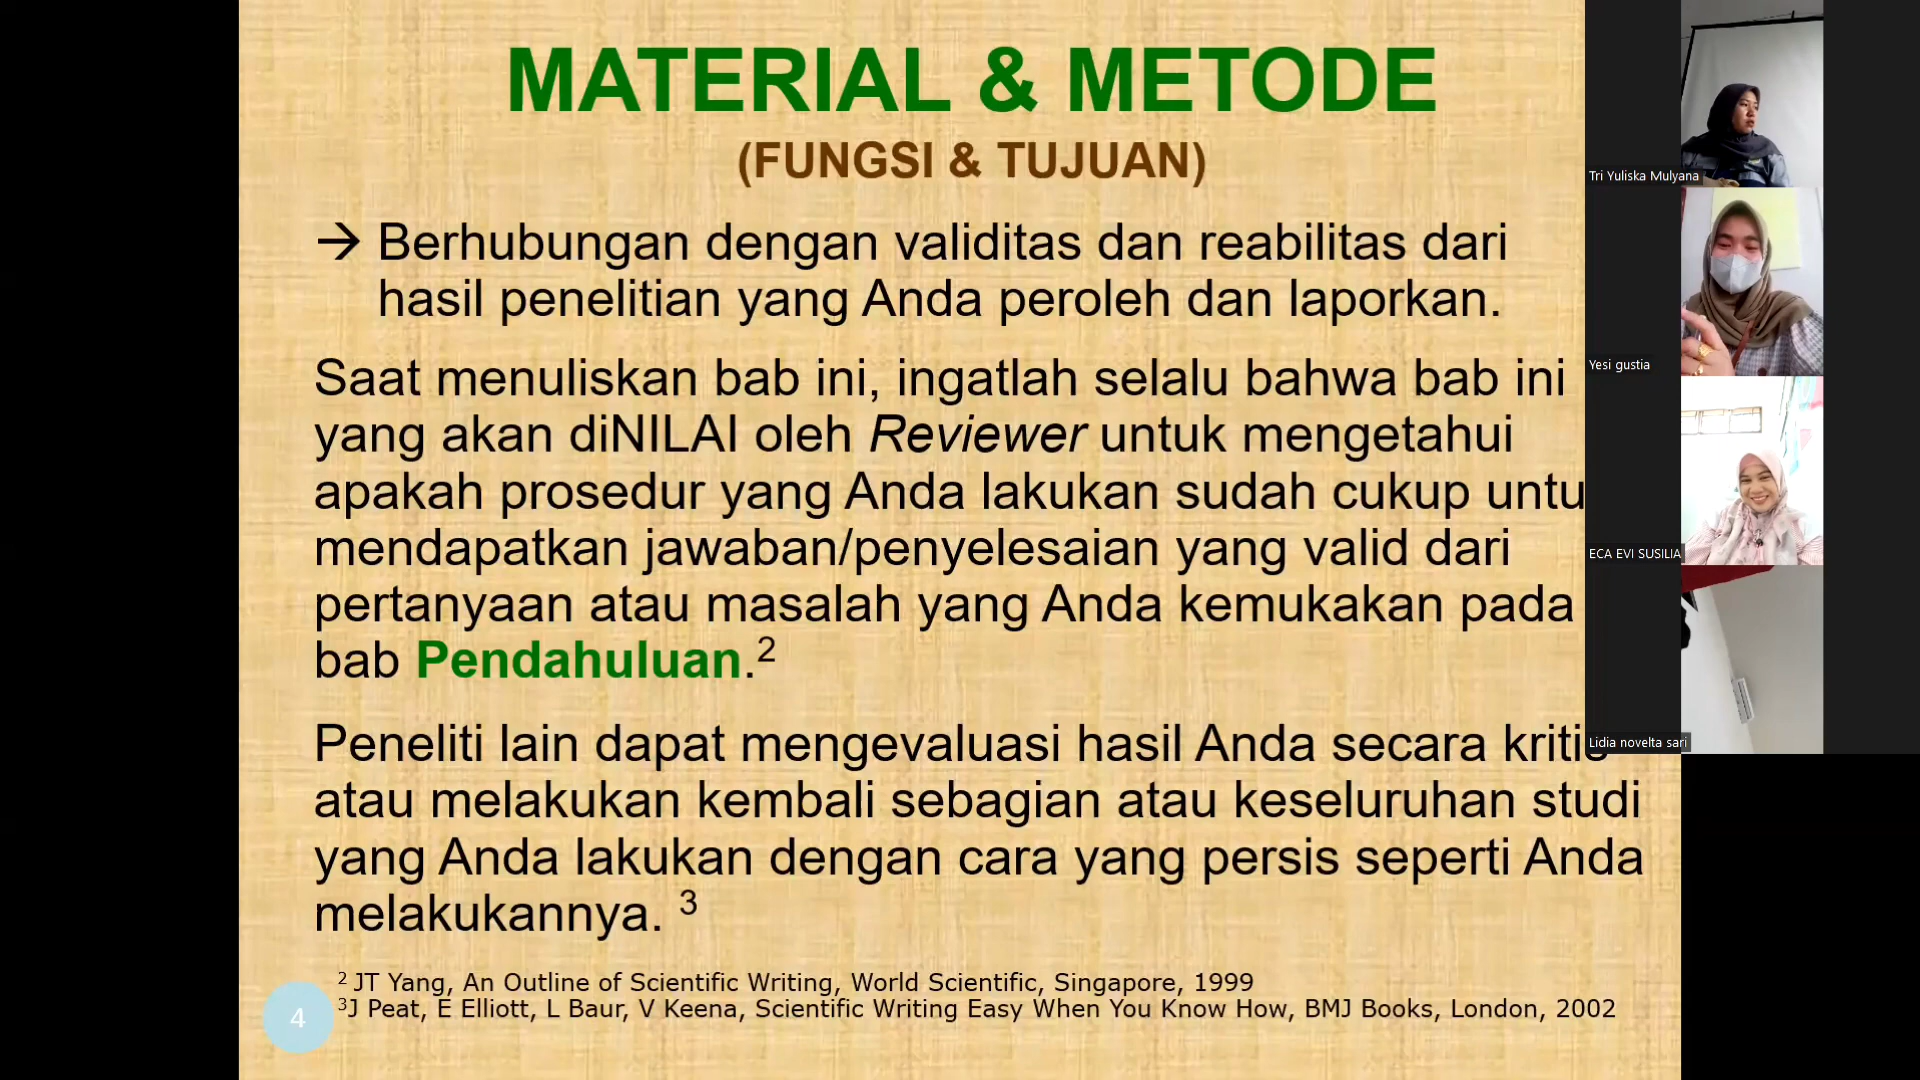 MATERIAL & METODE
(FUNGSI & TUJUAN)
→ Berhubungan dengan validitas dan reabilitas dari
hasil penelitian yang Anda peroleh dan laporkan.
Saat menuliskan bab ini, ingatlah selalu bahwa bab ini
yang akan diNILAI oleh Reviewer untuk mengetahui
apakah prosedur yang Anda lakukan sudah cukup untu
mendapatkan jawaban/penyelesaian yang valid dari
pertanyaan atau masalah yang Anda kemukakan pada
bab Pendahuluan.²
Peneliti lain dapat mengevaluasi hasil Anda secara kritis
atau melakukan kembali sebagian atau keseluruhan studi
yang Anda lakukan dengan cara yang persis seperti Anda
melakukannya. ³
² JT Yang, An Outline of Scientific Writing, World Scientific, Singapore, 1999
³J Peat, E Elliott, L Baur, V Keena, Scientific Writing Easy When You Know How, BMJ Books, London, 2002
4
Tri Yuliska Mulyana
Yesi gustia
ECA EVI SUSILIA
Lidia novelta sari